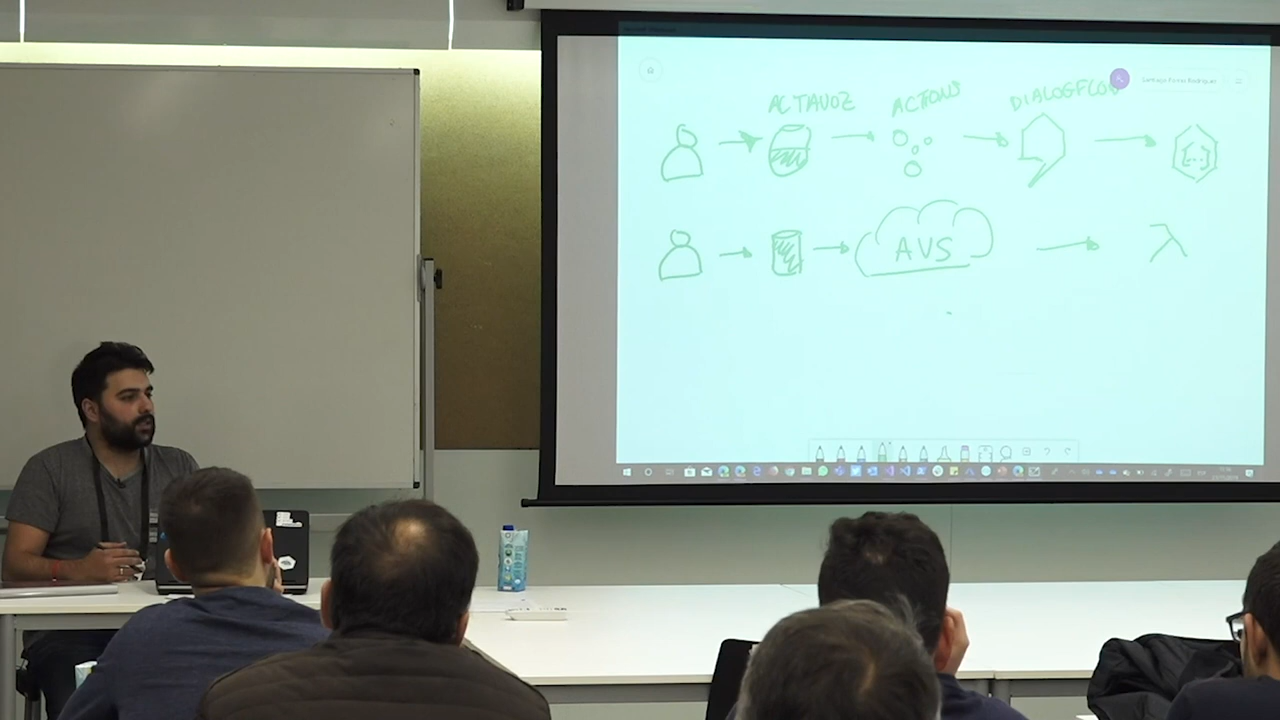 ACTAVOZ ACTIONS DIALOGFLOW
{...}
AVS λ